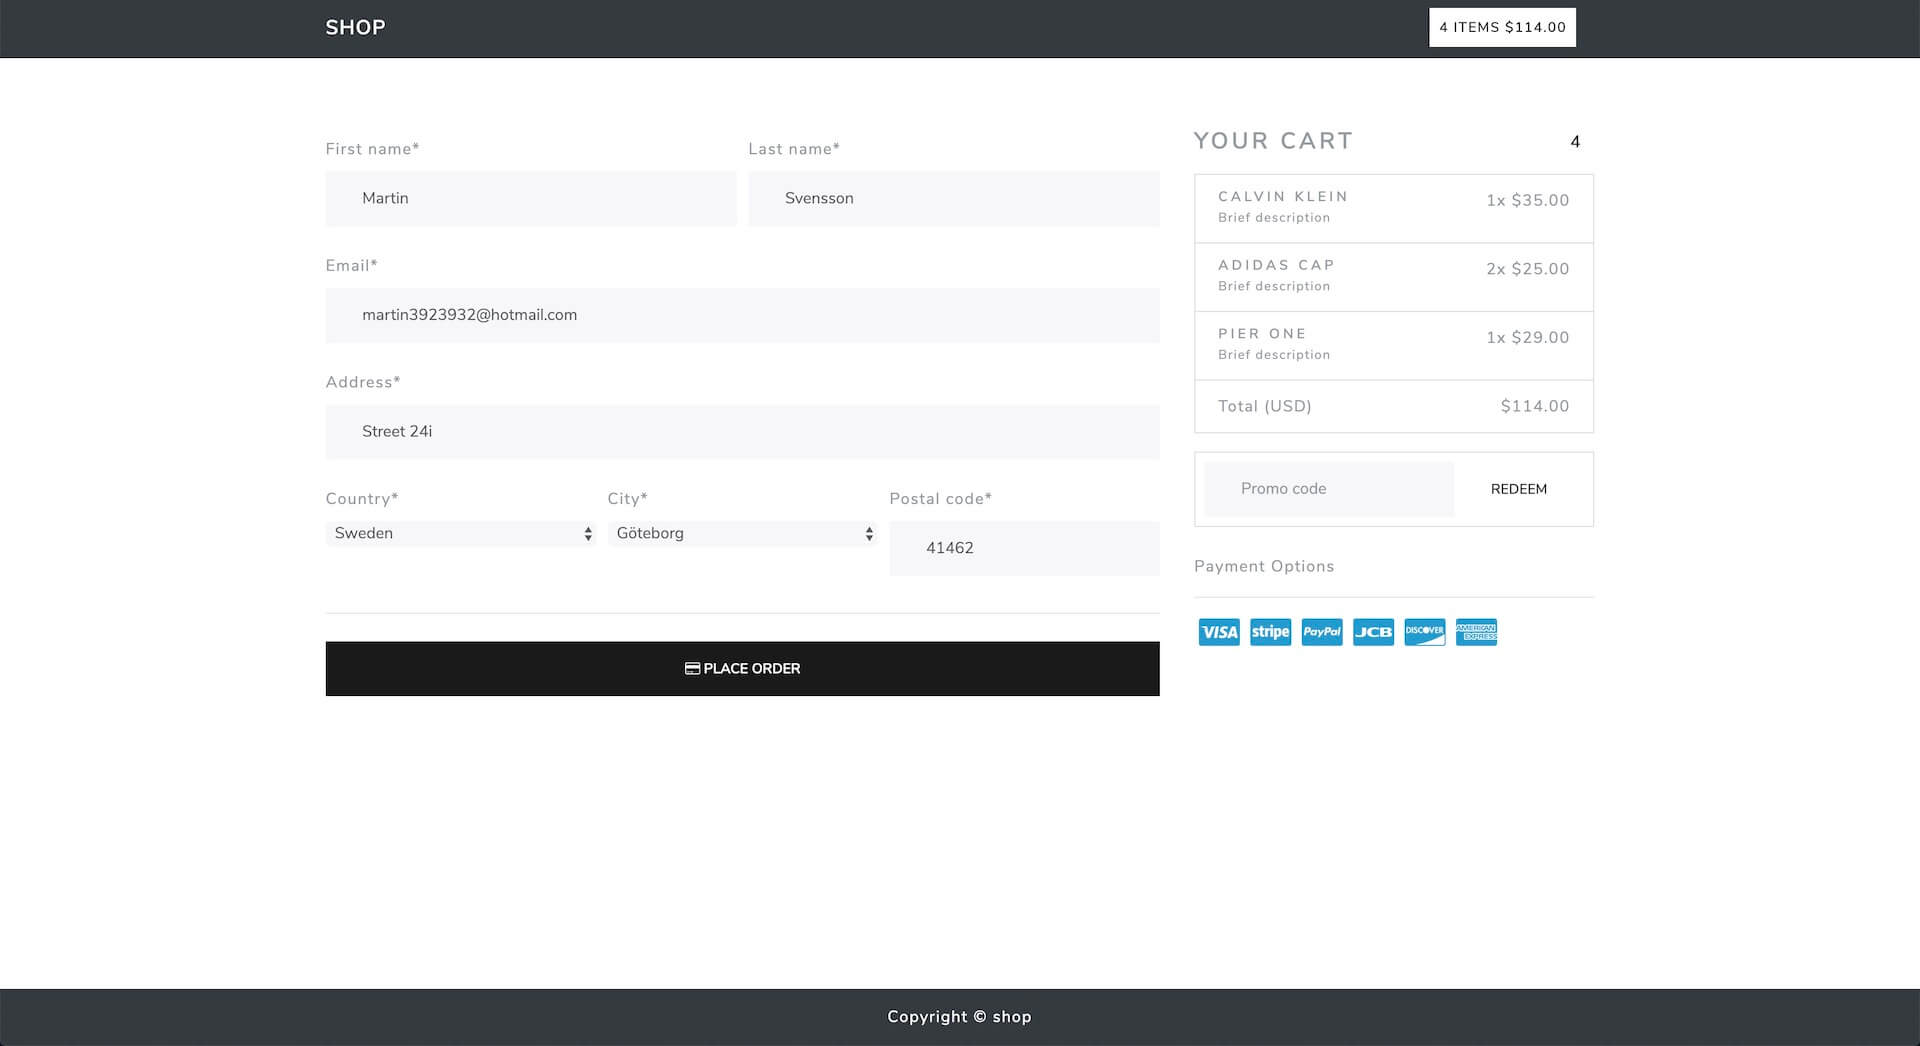 SHOP
4 ITEMS $114.00
First name*
Last name*
Martin
Svensson
Email*
martin3923932@hotmail.com
Address*
Street 24i
Country*
City*
Postal code*
Sweden
Göteborg
41462
PLACE ORDER
YOUR CART
4
CALVIN KLEIN
1x $35.00
Brief description
ADIDAS CAP
2x $25.00
Brief description
PIER ONE
1x $29.00
Brief description
Total (USD)
$114.00
Promo code
REDEEM
Payment Options
VISA
stripe
PayPal
JCB
DISCOVER
AMERICAN
EXPRESS
Copyright © shop